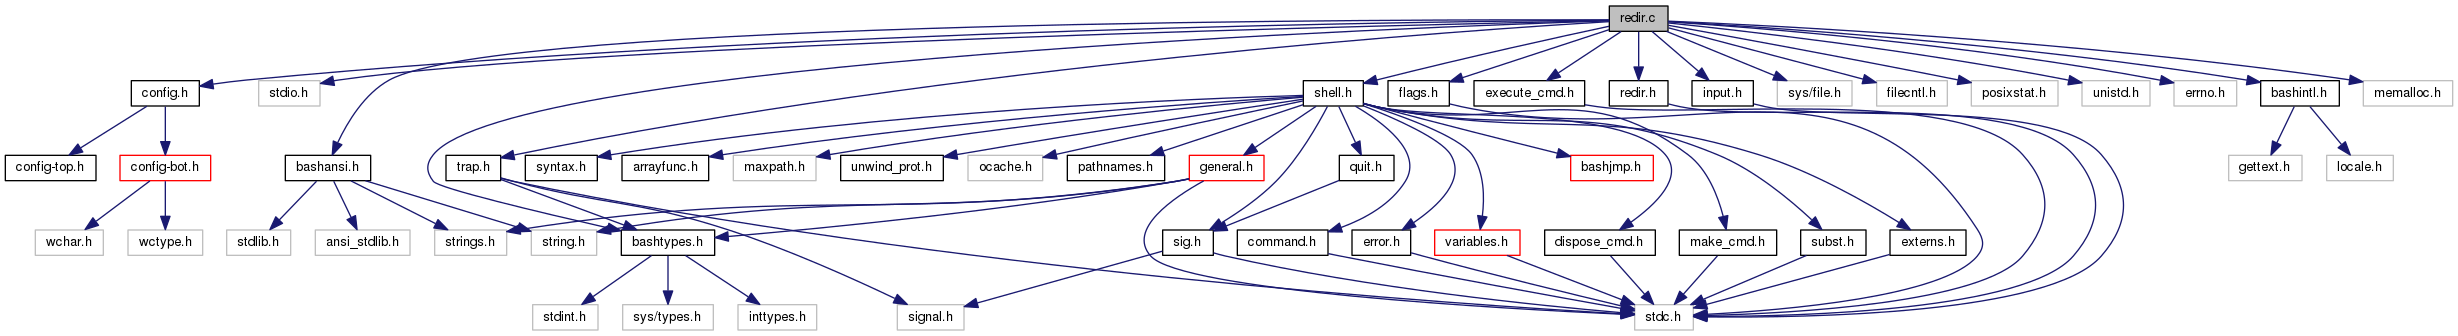 redir.c
config.h
stdio.h
shell.h
flags.h
execute_cmd.h
redir.h
input.h
sys/file.h
filecntl.h
posixstat.h
unistd.h
errno.h
bashintl.h
memalloc.h
config-top.h
config-bot.h
bashansi.h
trap.h
syntax.h
arrayfunc.h
maxpath.h
unwind_prot.h
ocache.h
pathnames.h
general.h
quit.h
bashjmp.h
gettext.h
locale.h
wchar.h
wctype.h
stdlib.h
ansi_stdlib.h
strings.h
string.h
bashtypes.h
sig.h
command.h
error.h
variables.h
dispose_cmd.h
make_cmd.h
subst.h
externs.h
stdint.h
sys/types.h
inttypes.h
signal.h
stdc.h